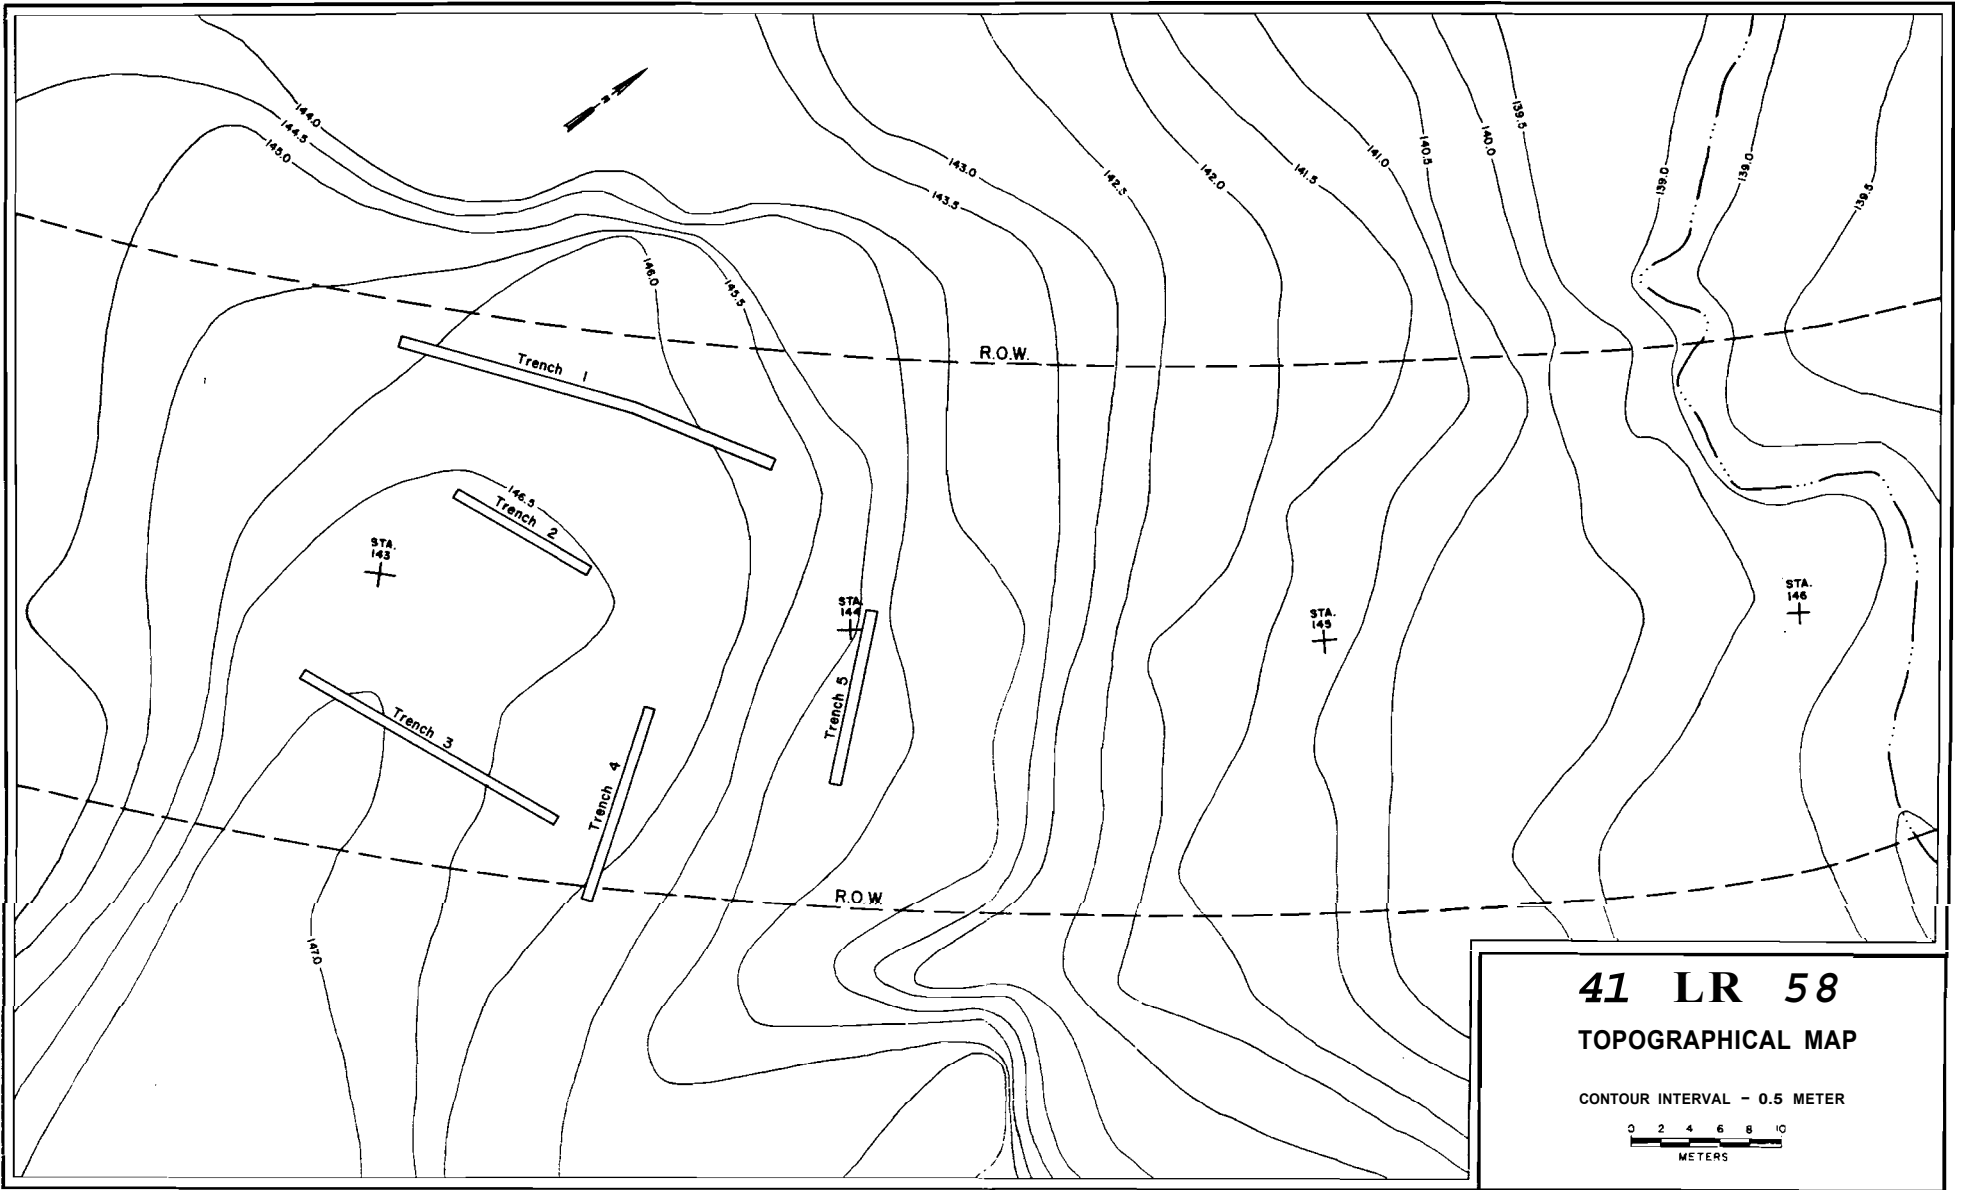 144.0
144.5
145.0
N
146.0
145.5
143.0
143.5
142.5
142.0
141.5
141.0
140.5
140.0
139.5
139.0
139.0
139.5
R.O.W.
Trench 1
146.5
Trench 2
STA.
143
STA.
144
STA.
145
STA.
146
Trench 3
Trench 4
Trench 5
R.O.W.
147.0
41 LR 58
TOPOGRAPHICAL MAP
CONTOUR INTERVAL - 0.5 METER
0 2 4 6 8 10
METERS